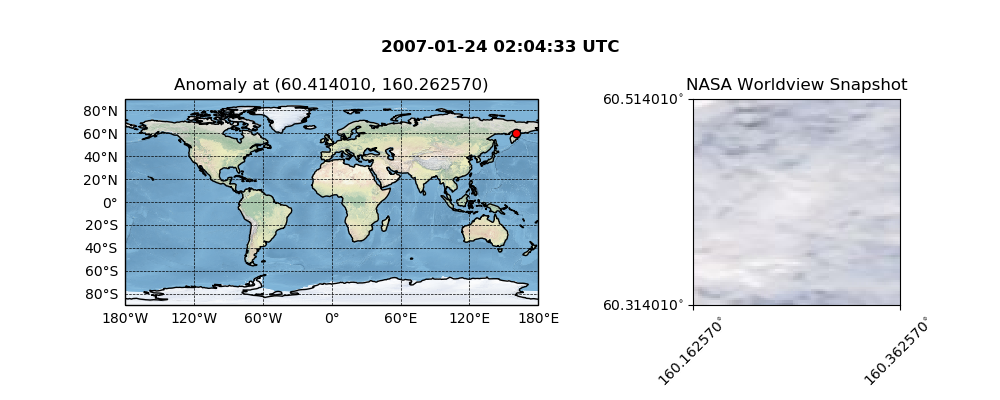 2007-01-24 02:04:33 UTC
Anomaly at (60.414010, 160.262570)
80°N
60°N
40°N
20°N
0°
20°S
40°S
60°S
80°S
180°W 120°W 60°W 0° 60°E 120°E 180°E
NASA Worldview Snapshot
60.514010°
60.314010°
160.162570°
160.362570°